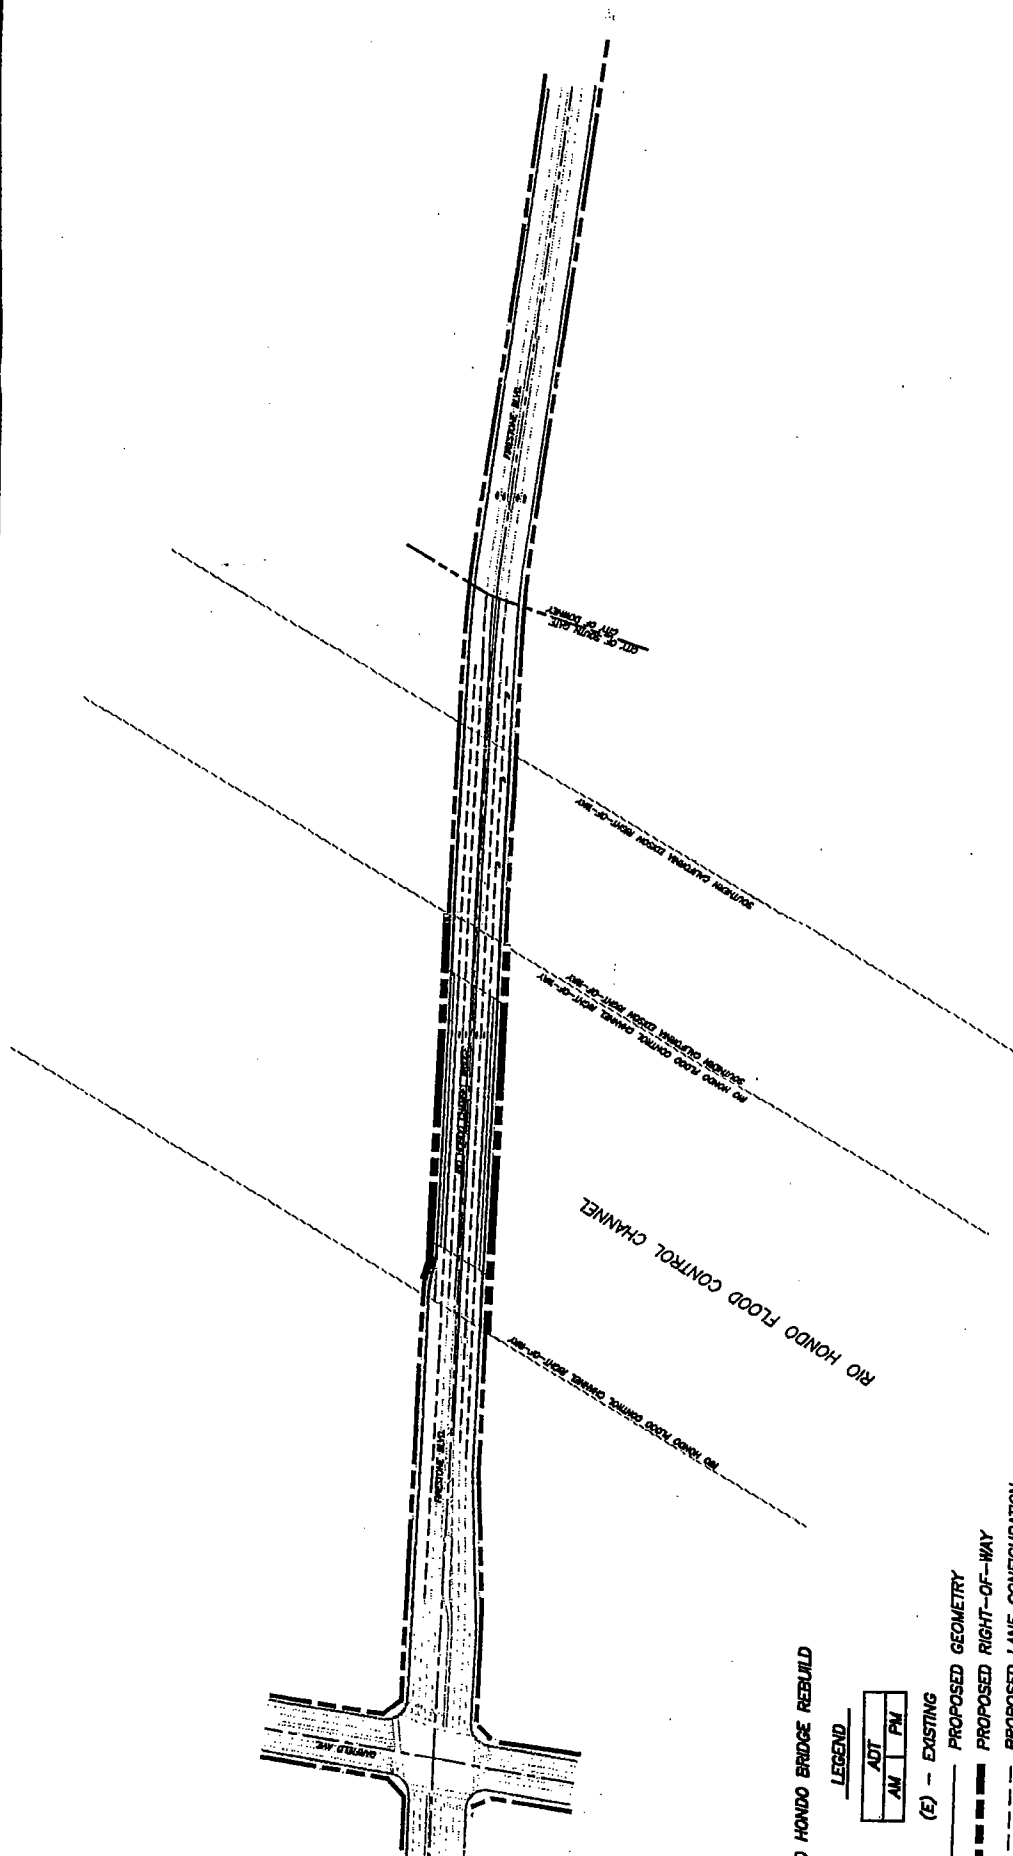 FIRESTONE BLVD.
CITY OF SOUTH GATE
CITY OF DOWNEY
SOUTHERN CALIFORNIA EDISON RIGHT-OF-WAY
SOUTHERN CALIFORNIA EDISON RIGHT-OF-WAY
RIO HONDO FLOOD CONTROL CHANNEL RIGHT-OF-WAY
RIO HONDO FLOOD CONTROL CHANNEL
RIO HONDO FLOOD CONTROL CHANNEL RIGHT-OF-WAY
FIRESTONE BLVD.
GARFIELD AVE.
HONDO BRIDGE REBUILD
LEGEND
ADT
AM PM
(E) - EXISTING
PROPOSED GEOMETRY
PROPOSED RIGHT-OF-WAY
PROPOSED LANE CONFIGURATION